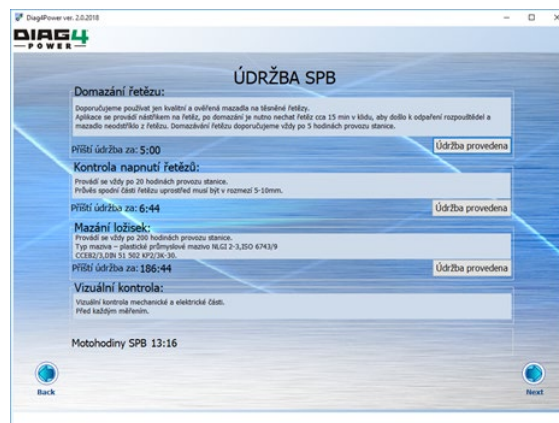 Diag4Power ver. 2.0.2018
DIAG4
POWER
ÚDRŽBA SPB
Domazání řetězu:
Doporučujeme používat jen kvalitní a ověřená mazadla na těsněné řetězy.
Aplikace se provádí nástřikem na řetěz, po domazání je nutno nechat řetěz cca 15 min v klidu, aby došlo k odpaření rozpouštědel a
mazadlo neodstříklo z řetezu. Domazávání řetezu doporučujeme vždy po 5 hodinách provozu stanice.
Příští údržba za: 5:00
Údržba provedena
Kontrola napnutí řetězů:
Provádí se vždy po 20 hodinách provozu stanice.
Průvěs spodní části řetezu uprostřed musí být v rozmezí 5-10mm.
Příští údržba za: 6:44
Údržba provedena
Mazání ložisek:
Provádí se vždy po 200 hodinách provozu stanice.
Typ maziva – plastické průmyslové mazivo NLGI 2-3,ISO 6743/9
CCEB2/3,DIN 51 502 KP2/3K-30.
Příští údržba za: 186:44
Údržba provedena
Vizuální kontrola:
Vizuální kontrola mechanické a elektrické části.
Před každým měřením.
Motohodiny SPB 13:16
Back
Next